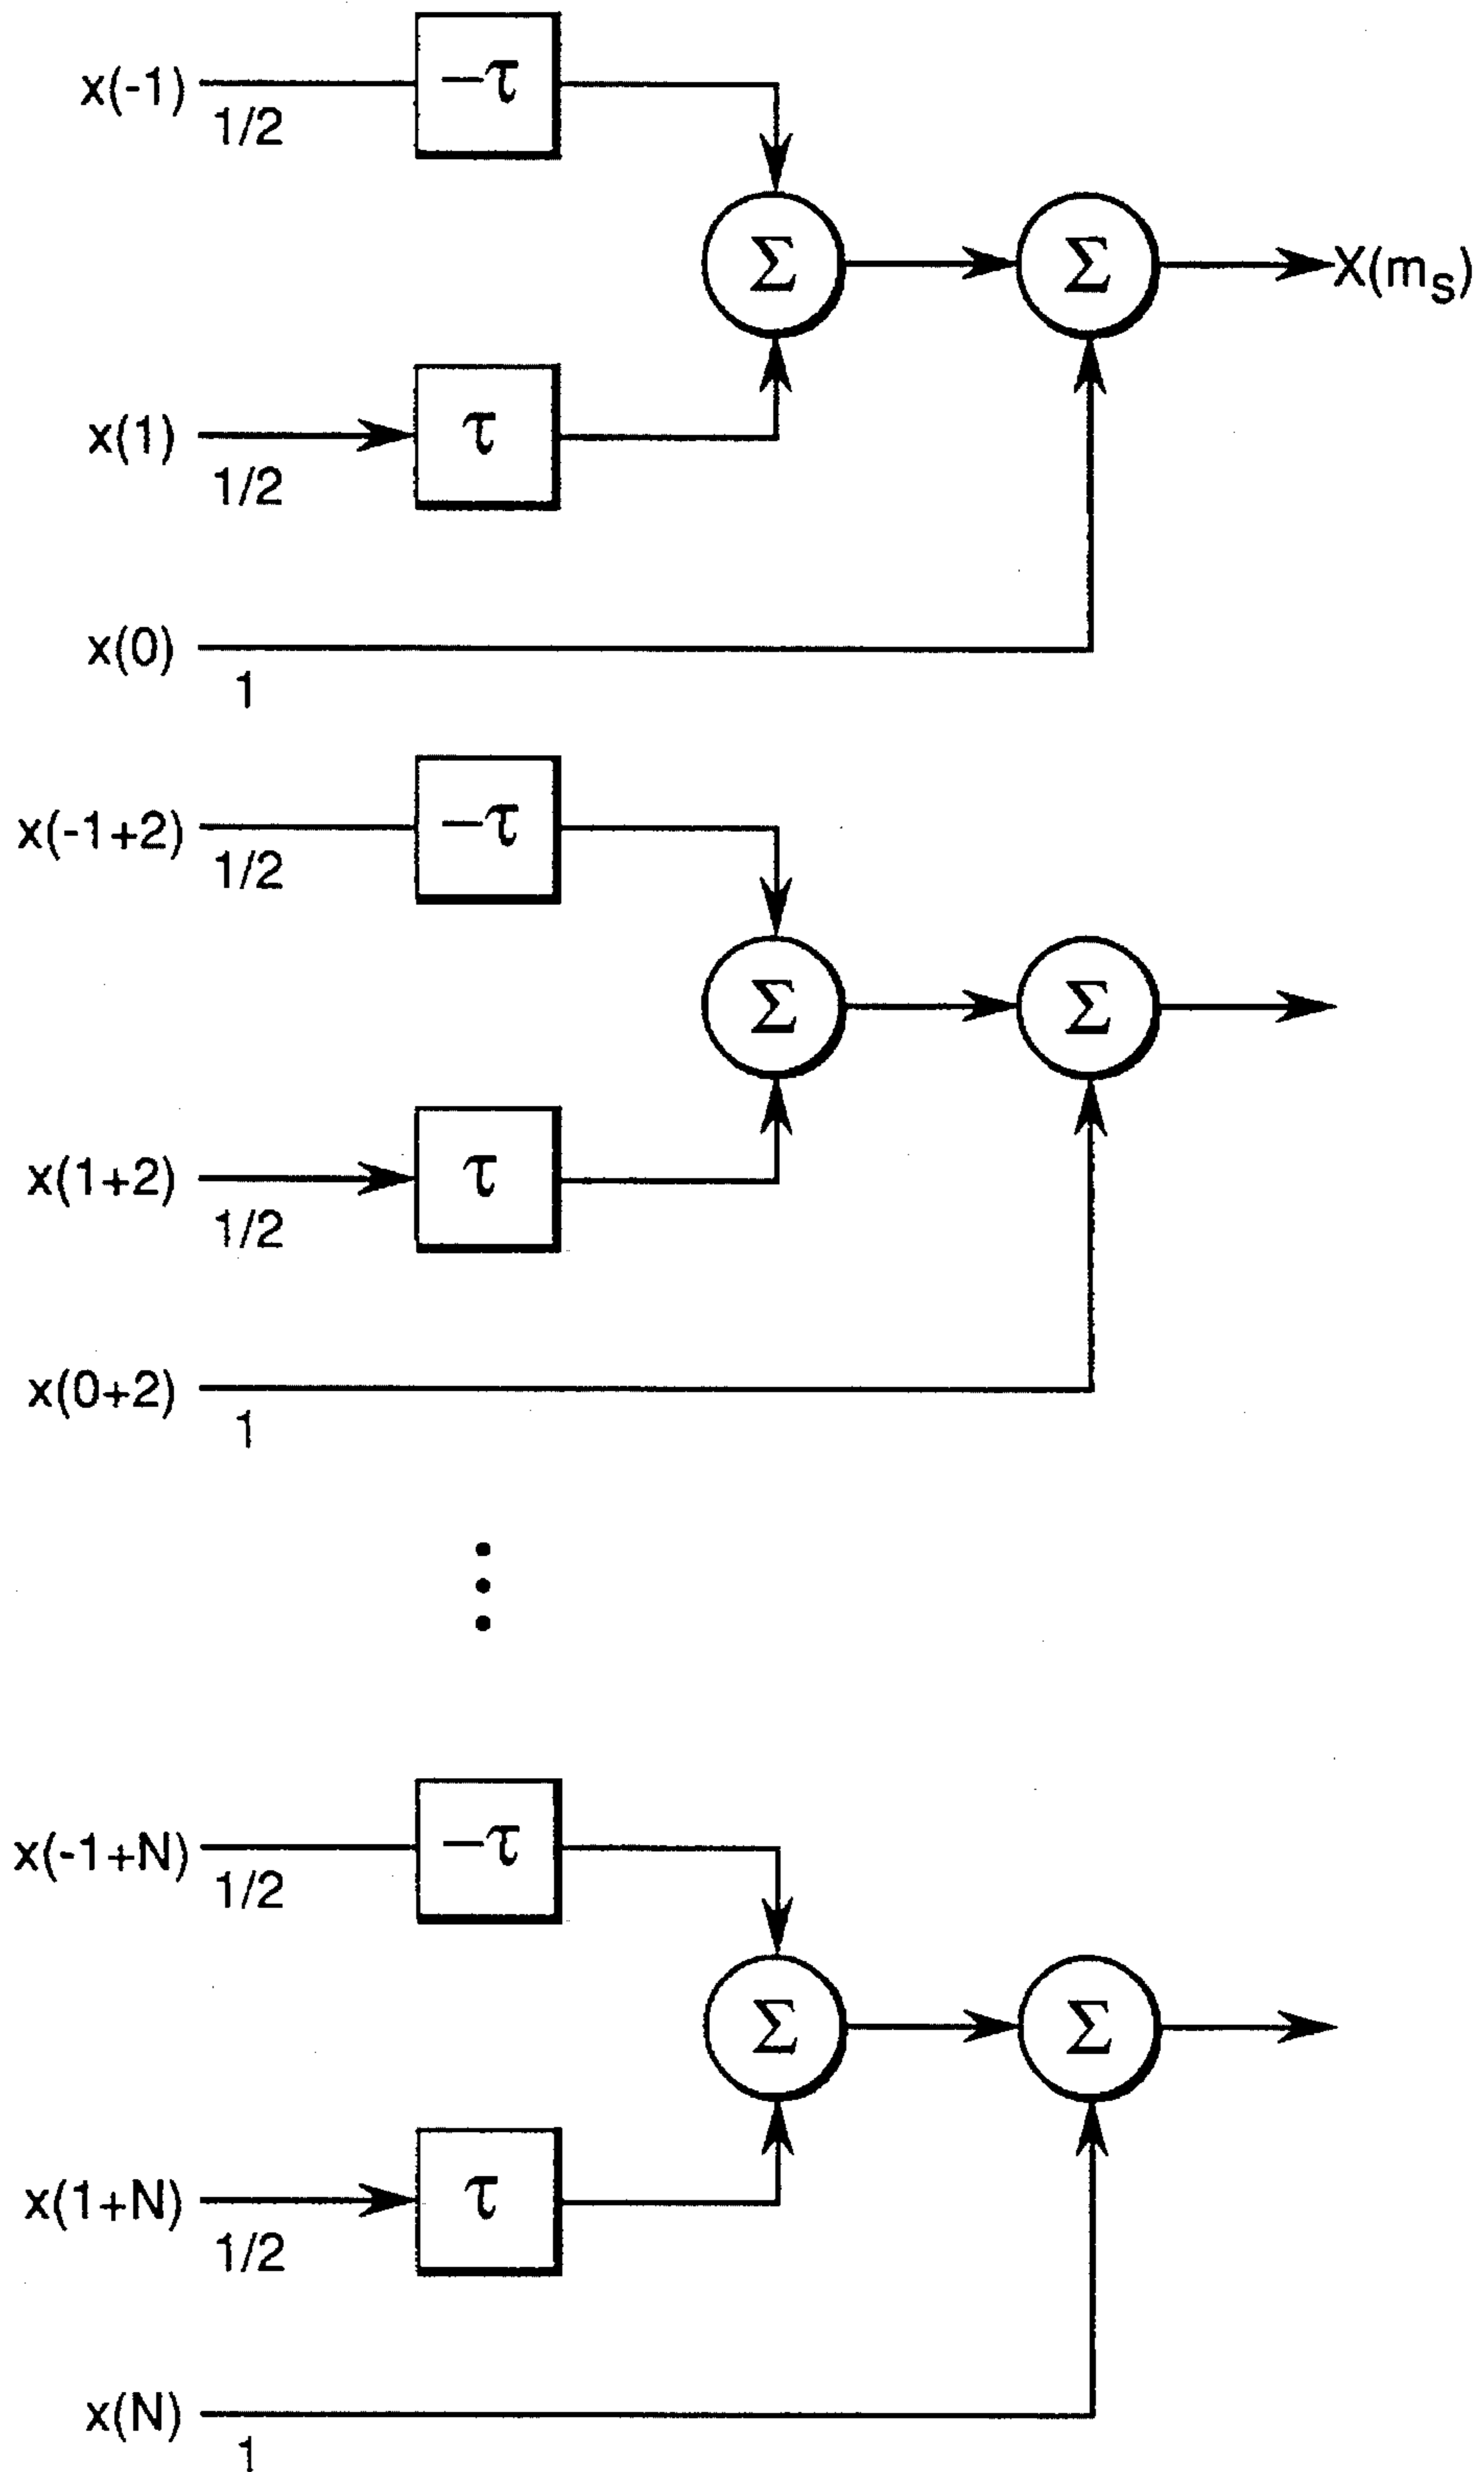 x(-1)
1/2
−τ
Σ
Σ
X(mS)
x(1)
1/2
τ
x(0)
1
x(-1+2)
1/2
−τ
Σ
Σ
x(1+2)
1/2
τ
x(0+2)
1
x(-1+N)
1/2
−τ
Σ
Σ
x(1+N)
1/2
τ
x(N)
1